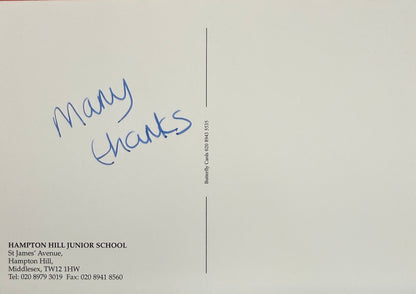 Many
thanks
Butterfly Cards 020 8943 3535
HAMPTON HILL JUNIOR SCHOOL
St James' Avenue,
Hampton Hill,
Middlesex, TW12 1HW
Tel: 020 8979 3019 Fax: 020 8941 8560